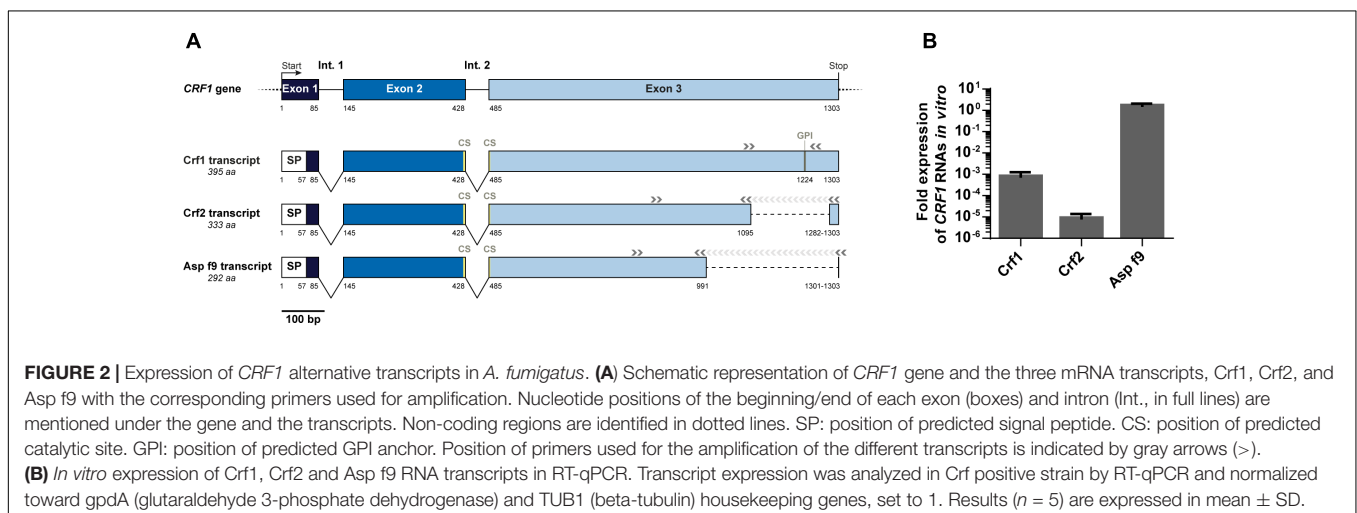 A
B
Start
Int. 1
Int. 2
Stop
CRF1 gene
Exon 1
Exon 2
Exon 3
1 85 145 428 485 1303
CS CS GPI
Crf1 transcript
395 aa
SP
1 57 85 145 428 485 1224 1303
CS CS
Crf2 transcript
333 aa
SP
1 57 85 145 428 485 1095 1282-1303
CS CS
Asp f9 transcript
292 aa
SP
1 57 85 145 428 485 991 1301-1303
100 bp
Fold expression
of CRF1 RNAs in vitro
10¹
10⁰
10⁻¹
10⁻²
10⁻³
10⁻⁴
10⁻⁵
10⁻⁶
Crf1
Crf2
Asp f9
FIGURE 2 | Expression of CRF1 alternative transcripts in A. fumigatus. (A) Schematic representation of CRF1 gene and the three mRNA transcripts, Crf1, Crf2, and
Asp f9 with the corresponding primers used for amplification. Nucleotide positions of the beginning/end of each exon (boxes) and intron (Int., in full lines) are
mentioned under the gene and the transcripts. Non-coding regions are identified in dotted lines. SP: position of predicted signal peptide. CS: position of predicted
catalytic site. GPI: position of predicted GPI anchor. Position of primers used for the amplification of the different transcripts is indicated by gray arrows (>).
(B) In vitro expression of Crf1, Crf2 and Asp f9 RNA transcripts in RT-qPCR. Transcript expression was analyzed in Crf positive strain by RT-qPCR and normalized
toward gpdA (glutaraldehyde 3-phosphate dehydrogenase) and TUB1 (beta-tubulin) housekeeping genes, set to 1. Results (n = 5) are expressed in mean ± SD.